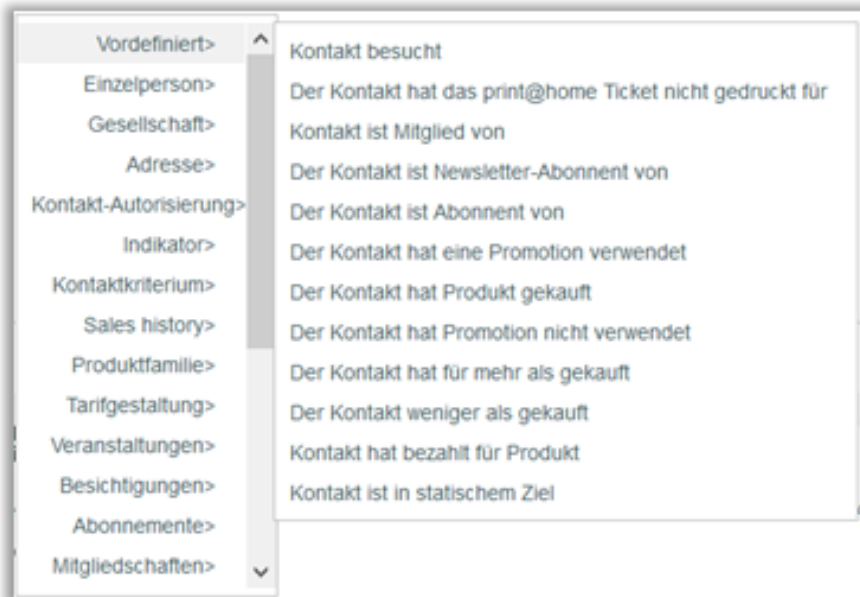 Vordefiniert>
Einzelperson>
Gesellschaft>
Adresse>
Kontakt-Autorisierung>
Indikator>
Kontaktkriterium>
Sales history>
Produktfamilie>
Tarifgestaltung>
Veranstaltungen>
Besichtigungen>
Abonnemente>
Mitgliedschaften>
Kontakt besucht
Der Kontakt hat das print@home Ticket nicht gedruckt für
Kontakt ist Mitglied von
Der Kontakt ist Newsletter-Abonnent von
Der Kontakt ist Abonnent von
Der Kontakt hat eine Promotion verwendet
Der Kontakt hat Produkt gekauft
Der Kontakt hat Promotion nicht verwendet
Der Kontakt hat für mehr als gekauft
Der Kontakt weniger als gekauft
Kontakt hat bezahlt für Produkt
Kontakt ist in statischem Ziel